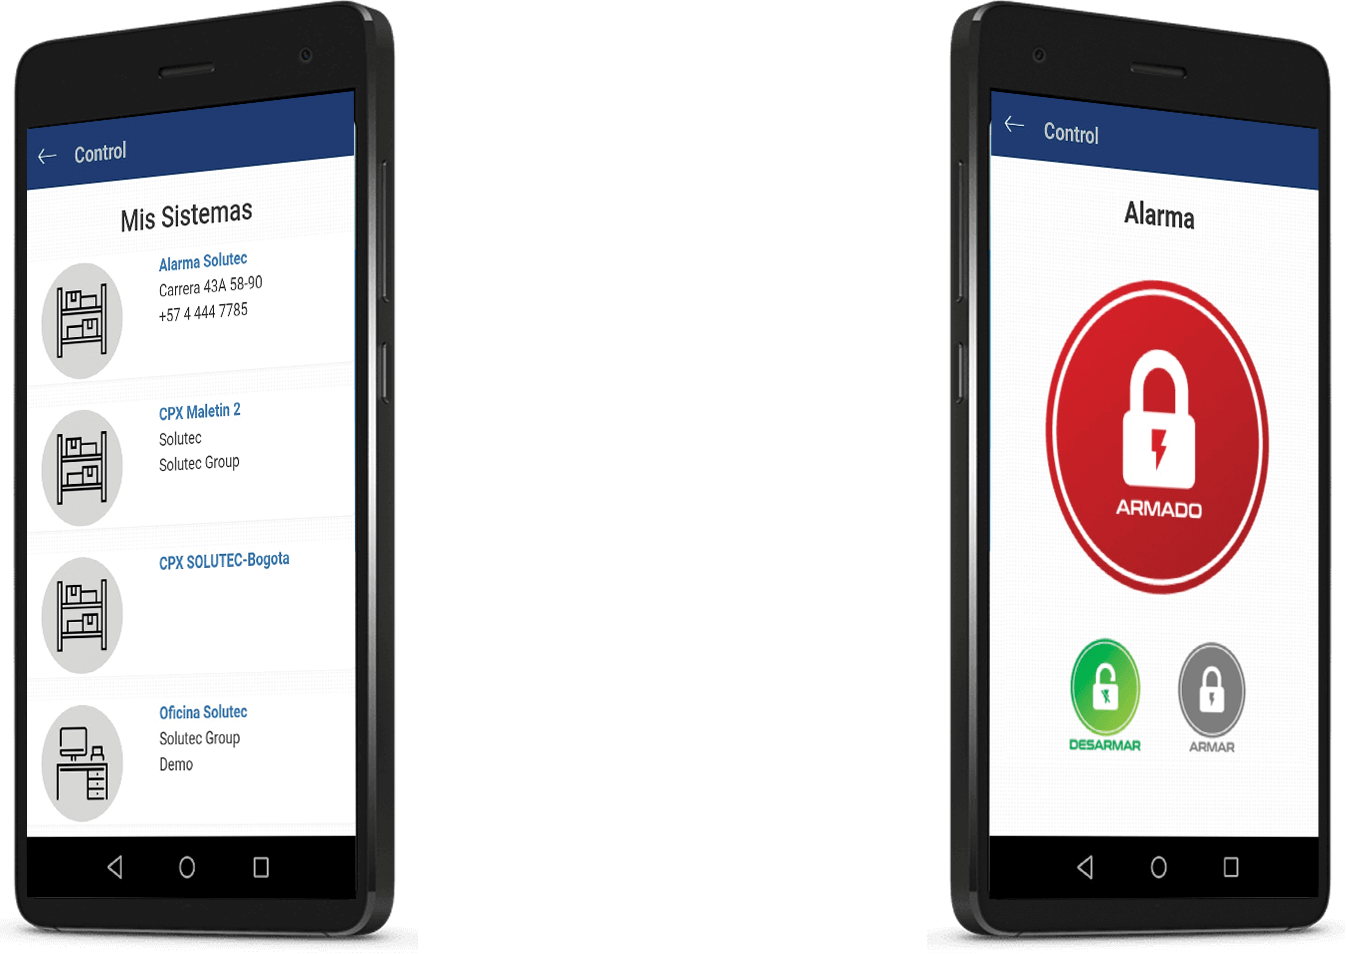 Control
Mis Sistemas
Alarma Solutec
Carrera 43A 58-90
+57 4 444 7785
CPX Maletin 2
Solutec
Solutec Group
CPX SOLUTEC-Bogota
Oficina Solutec
Solutec Group
Demo
Control
Alarma
ARMADO
DESARMAR
ARMAR